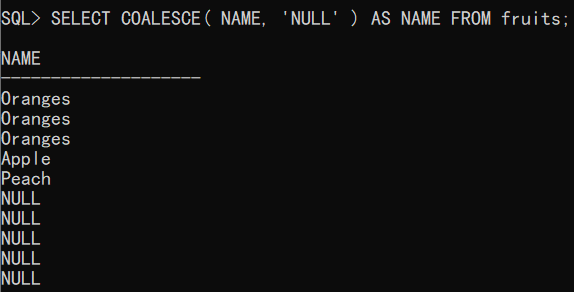 SQL> SELECT COALESCE( NAME, 'NULL' ) AS NAME FROM fruits;
NAME
--------------------
Oranges
Oranges
Oranges
Apple
Peach
NULL
NULL
NULL
NULL
NULL